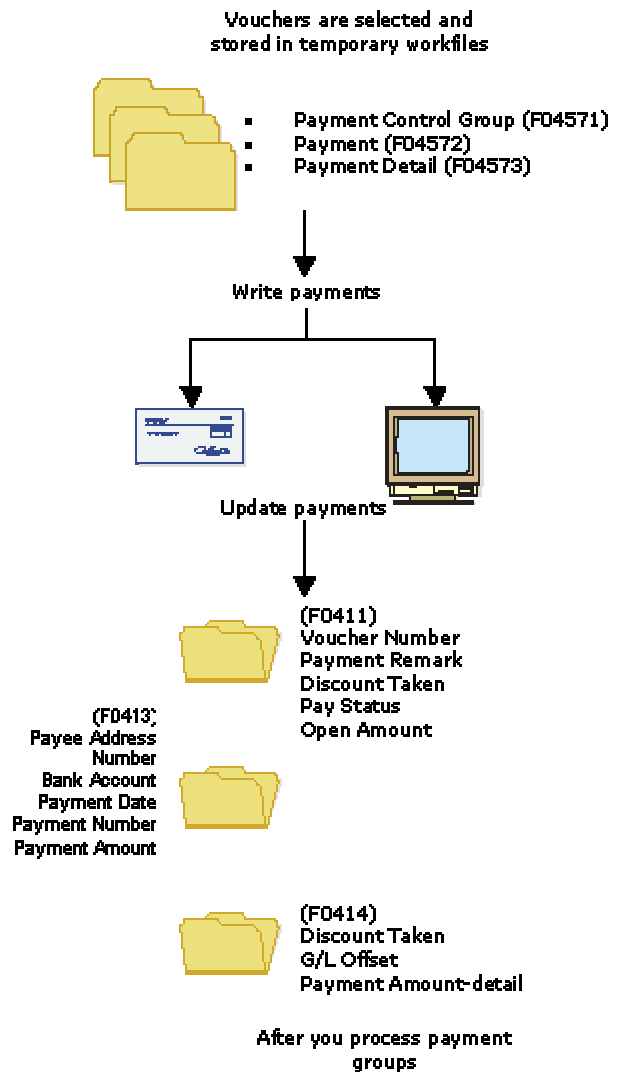 Vouchers are selected and
stored in temporary workfiles
▪ Payment Control Group (F04571)
▪ Payment (F04572)
▪ Payment Detail (F04573)
Write payments
Update payments
(F0411)
Voucher Number
Payment Remark
Discount Taken
Pay Status
Open Amount
(F0413)
Payee Address
Number
Bank Account
Payment Date
Payment Number
Payment Amount
(F0414)
Discount Taken
G/L Offset
Payment Amount-detail
After you process payment
groups